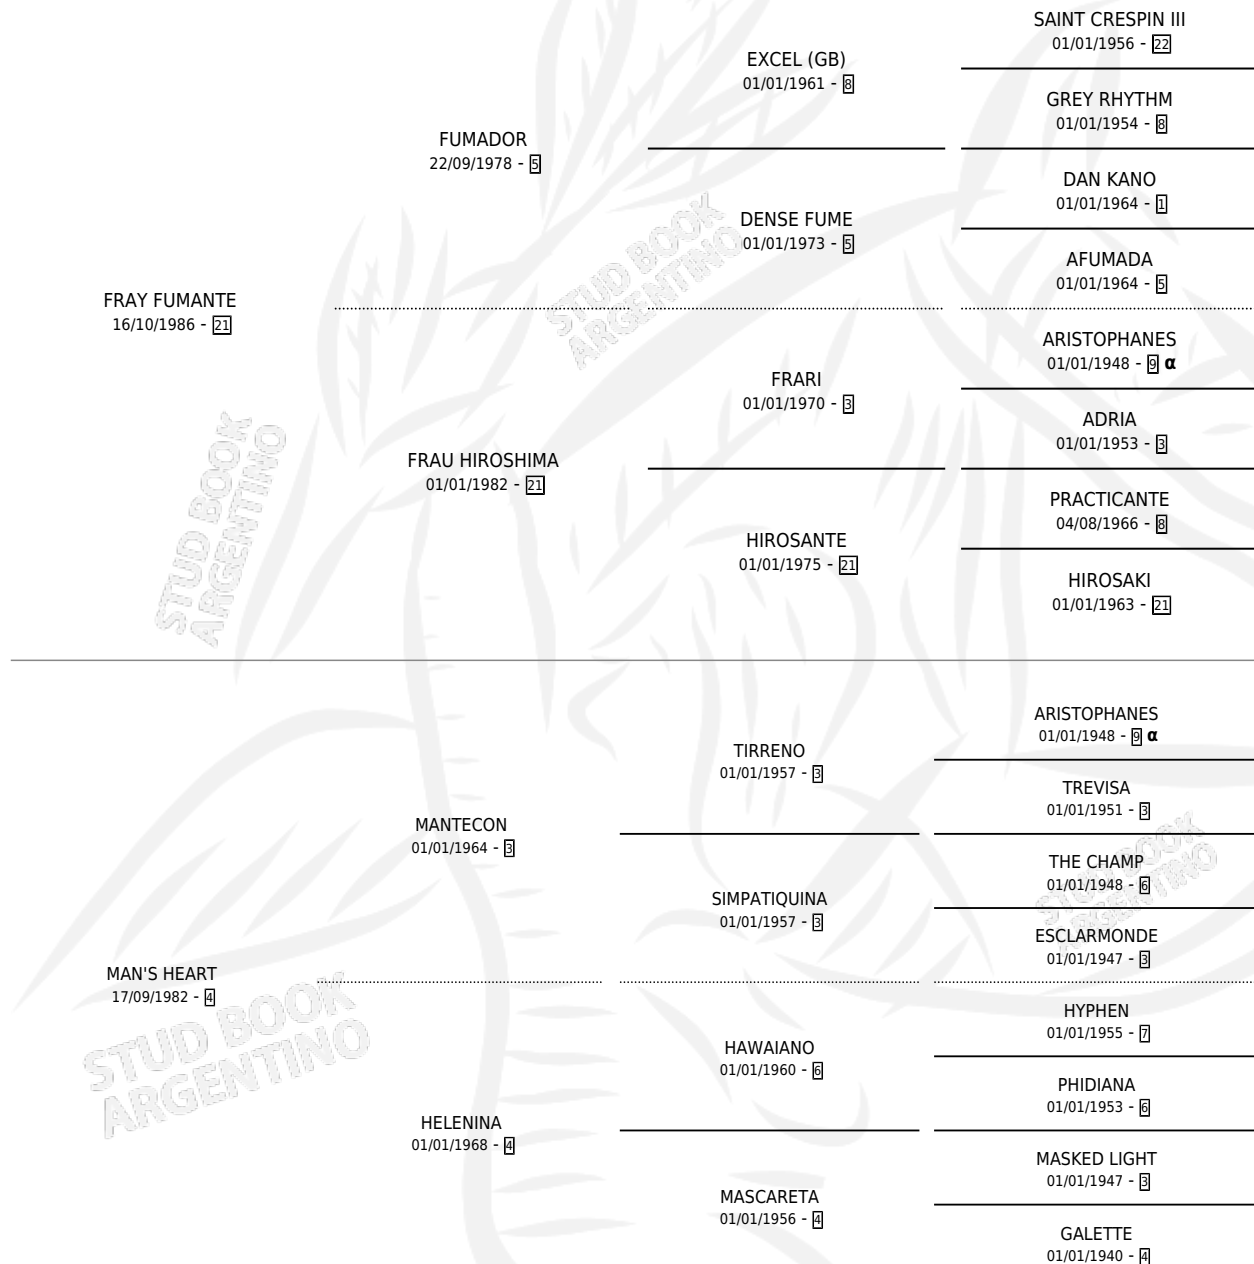 SAINT CRESPIN III
01/01/1956 - 22
EXCEL (GB)
01/01/1961 - 8
GREY RHYTHM
01/01/1954 - 8
FUMADOR
22/09/1978 - 5
DAN KANO
01/01/1964 - 1
DENSE FUME
01/01/1973 - 5
AFUMADA
01/01/1964 - 5
STUD BOOK
ARGENTINO
FRAY FUMANTE
16/10/1986 - 21
ARISTOPHANES
01/01/1948 - 9 α
FRARI
01/01/1970 - 3
ADRIA
01/01/1953 - 3
FRAU HIROSHIMA
01/01/1982 - 21
PRACTICANTE
04/08/1966 - 8
HIROSANTE
01/01/1975 - 21
HIROSAKI
01/01/1963 - 21
STUD BOOK
ARGENTINO
ARISTOPHANES
01/01/1948 - 9 α
TIRRENO
01/01/1957 - 3
TREVISA
01/01/1951 - 3
MANTECON
01/01/1964 - 3
THE CHAMP
01/01/1948 - 6
SIMPATIQUINA
01/01/1957 - 3
ESCLARMONDE
01/01/1947 - 3
STUD BOOK
ARGENTINO
MAN'S HEART
17/09/1982 - 4
HYPHEN
01/01/1955 - 7
HAWAIANO
01/01/1960 - 6
PHIDIANA
01/01/1953 - 6
HELENINA
01/01/1968 - 4
MASKED LIGHT
01/01/1947 - 3
MASCARETA
01/01/1956 - 4
GALETTE
01/01/1940 - 4
STUD BOOK
ARGENTINO